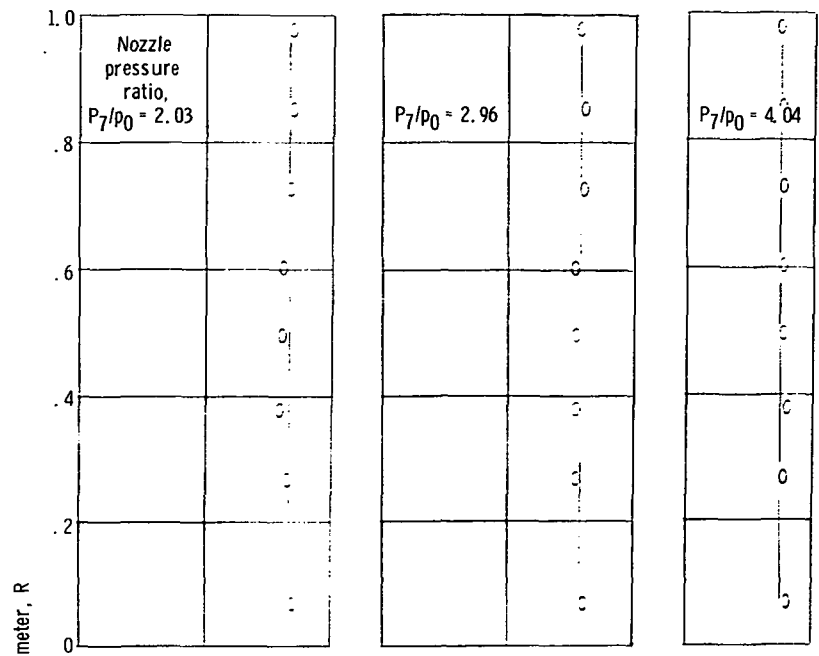 1.0
Nozzle
pressure
ratio,
P7/p0 = 2.03
P7/p0 = 2.96
P7/p0 = 4.04
.8
.6
.4
.2
0
meter, R